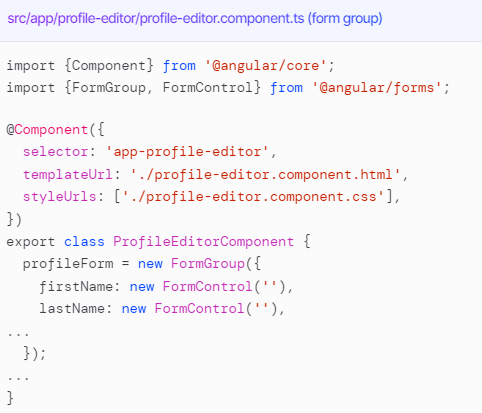 src/app/profile-editor/profile-editor.component.ts (form group)
import {Component} from '@angular/core';
import {FormGroup, FormControl} from '@angular/forms';
@Component({
  selector: 'app-profile-editor',
  templateUrl: './profile-editor.component.html',
  styleUrls: ['./profile-editor.component.css'],
})
export class ProfileEditorComponent {
  profileForm = new FormGroup({
    firstName: new FormControl(''),
    lastName: new FormControl(''),
...
  });
...
}